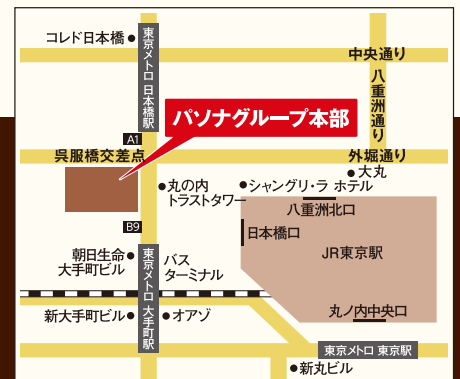 コレド日本橋
東京メトロ 日本橋駅
中央通り
八重洲通り
パソナグループ本部
A1
呉服橋交差点
外堀通り
大丸
丸の内
トラストタワー
シャングリ・ラ ホテル
八重洲北口
B9
日本橋口
JR東京駅
朝日生命
大手町ビル
東京メトロ 大手町駅
バス
ターミナル
新大手町ビル
オアゾ
丸ノ内中央口
東京メトロ 東京駅
新丸ビル